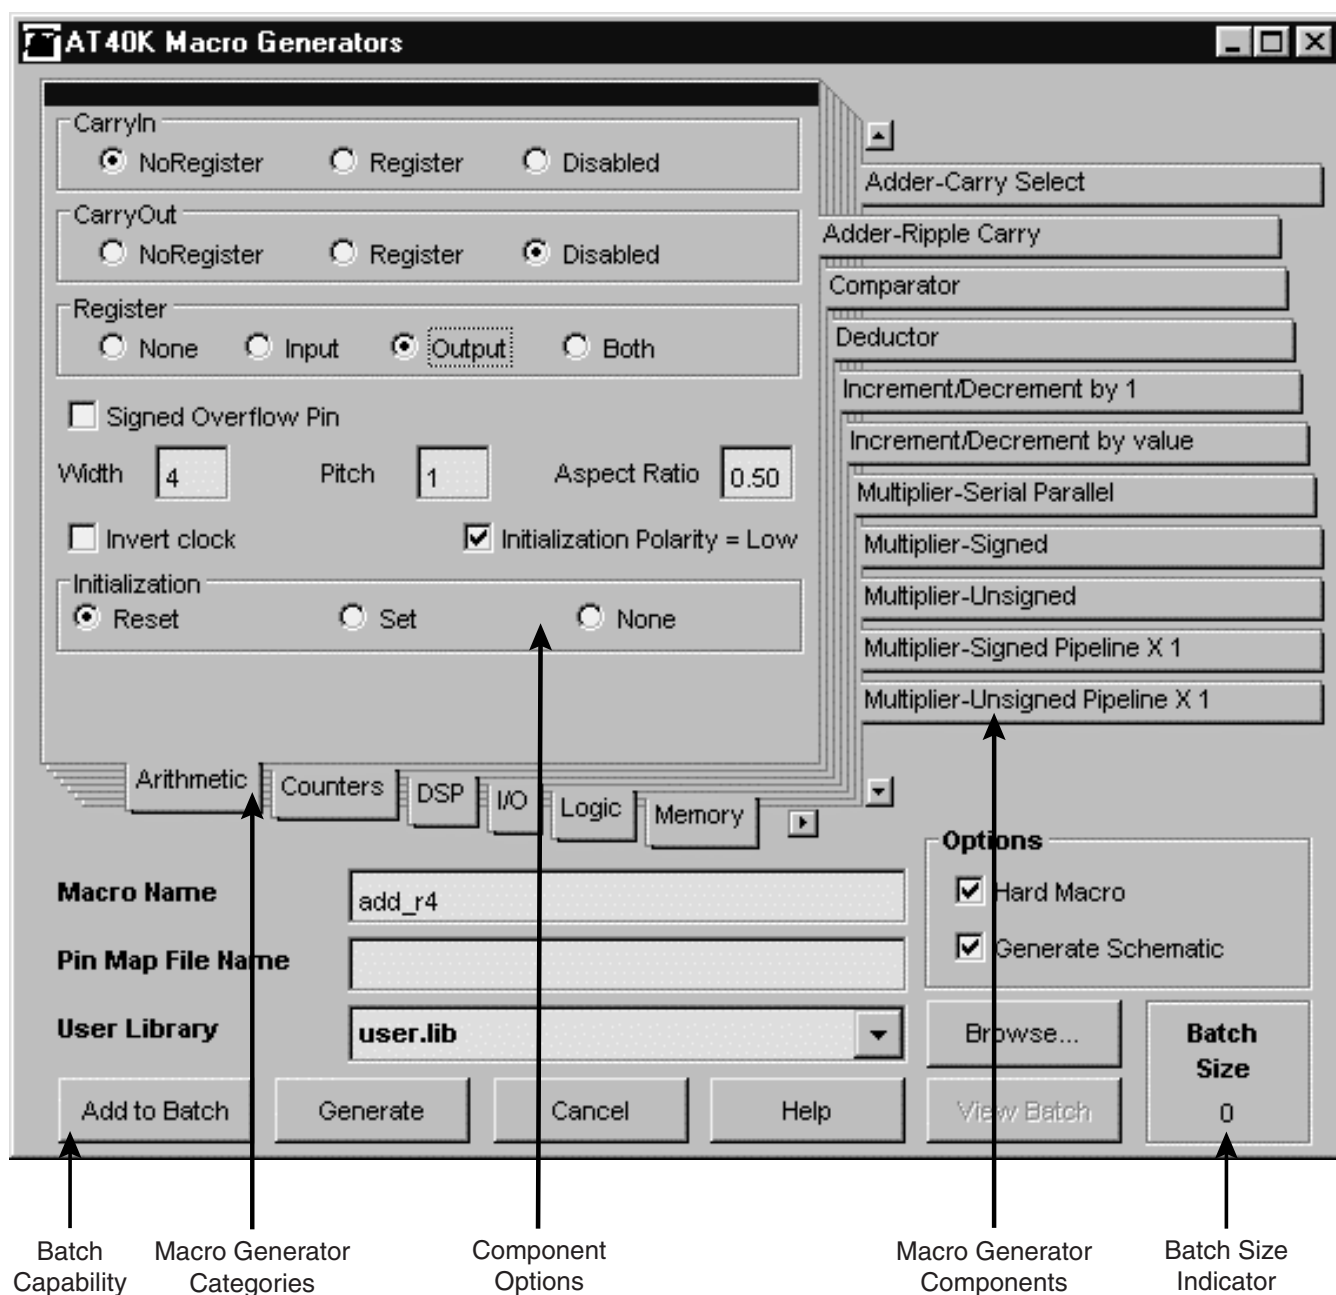 AT40K Macro Generators
CarryIn
NoRegister Register Disabled
CarryOut
NoRegister Register Disabled
Register
None Input Output Both
Signed Overflow Pin
Width 4 Pitch 1 Aspect Ratio 0.50
Invert clock Initialization Polarity = Low
Initialization
Reset Set None
Adder-Carry Select
Adder-Ripple Carry
Comparator
Deductor
Increment/Decrement by 1
Increment/Decrement by value
Multiplier-Serial Parallel
Multiplier-Signed
Multiplier-Unsigned
Multiplier-Signed Pipeline X 1
Multiplier-Unsigned Pipeline X 1
Arithmetic Counters DSP I/O Logic Memory
Macro Name add_r4
Pin Map File Name
User Library user.lib
Options
Hard Macro
Generate Schematic
Browse...
Batch
Size
0
Add to Batch Generate Cancel Help View Batch
Batch
Capability
Macro Generator
Categories
Component
Options
Macro Generator
Components
Batch Size
Indicator